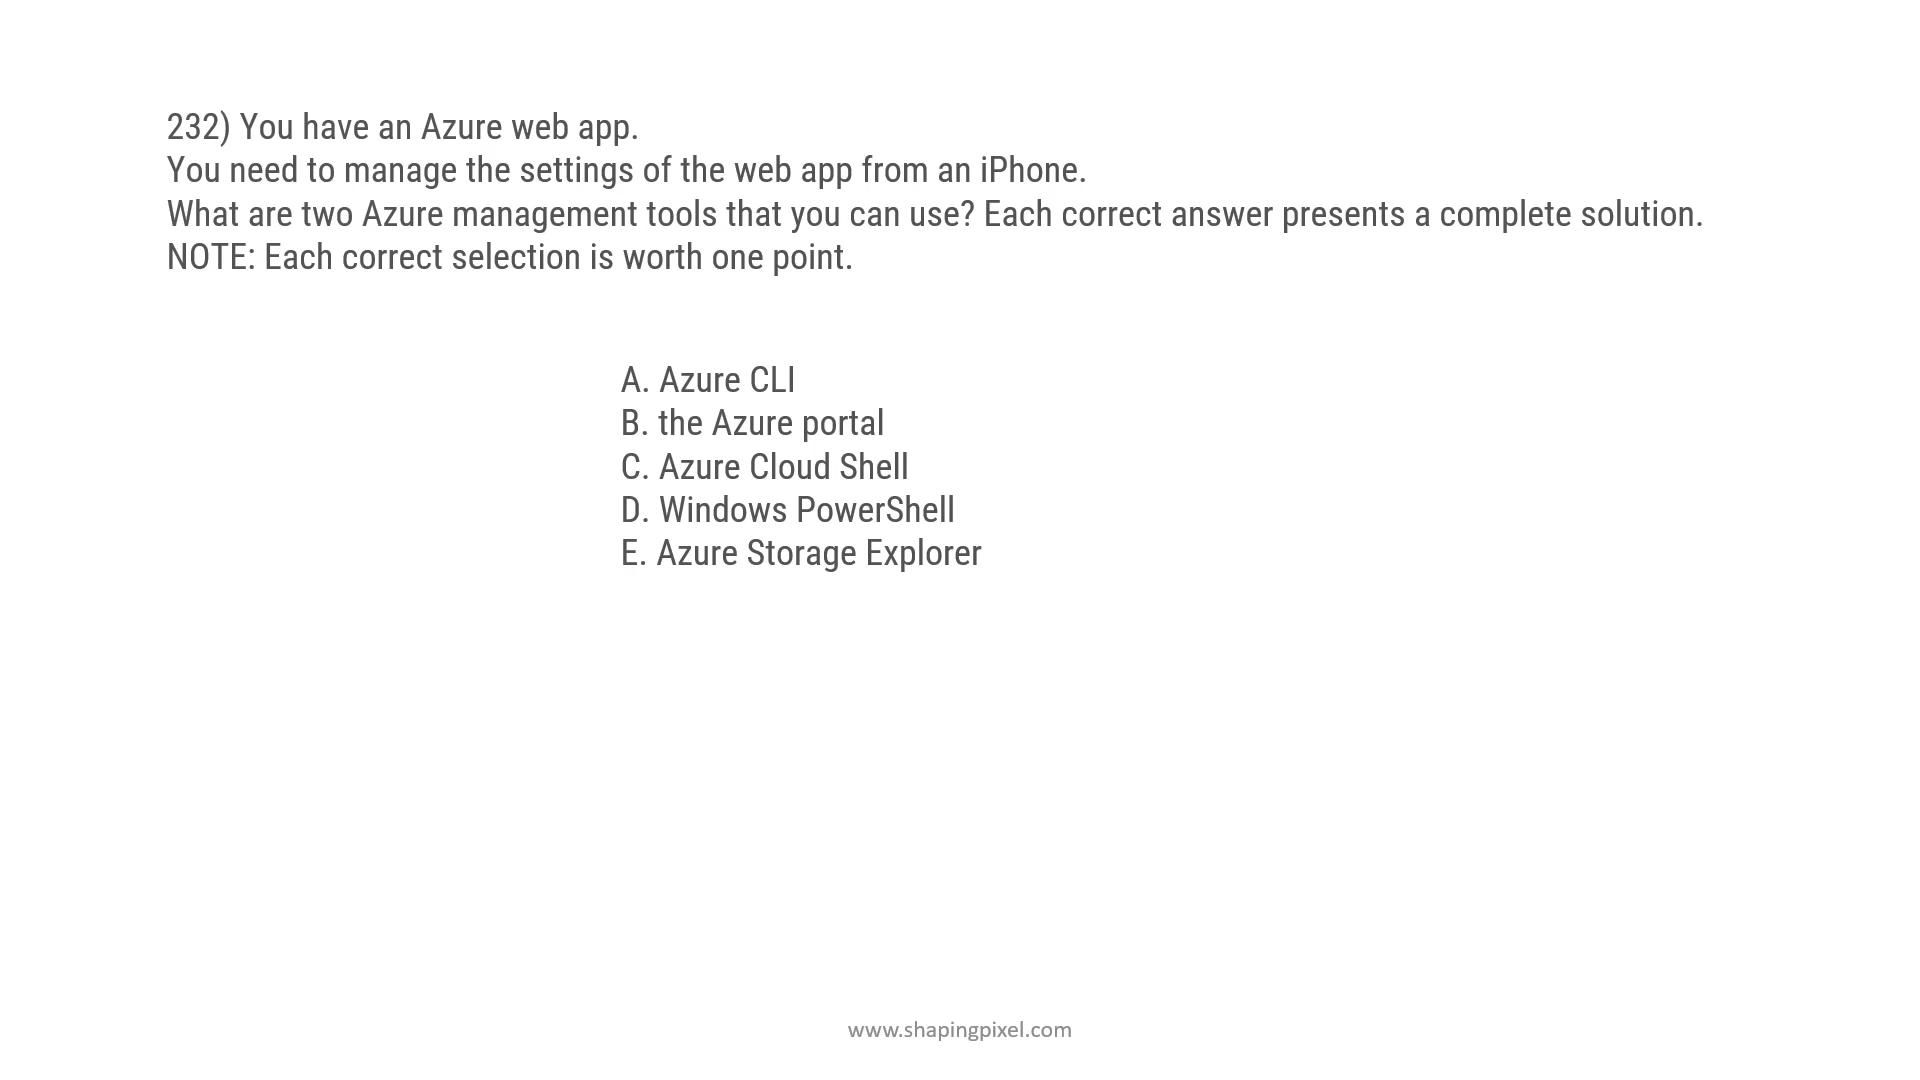 232) You have an Azure web app.
You need to manage the settings of the web app from an iPhone.
What are two Azure management tools that you can use? Each correct answer presents a complete solution.
NOTE: Each correct selection is worth one point.
A. Azure CLI
B. the Azure portal
C. Azure Cloud Shell
D. Windows PowerShell
E. Azure Storage Explorer
www.shapingpixel.com